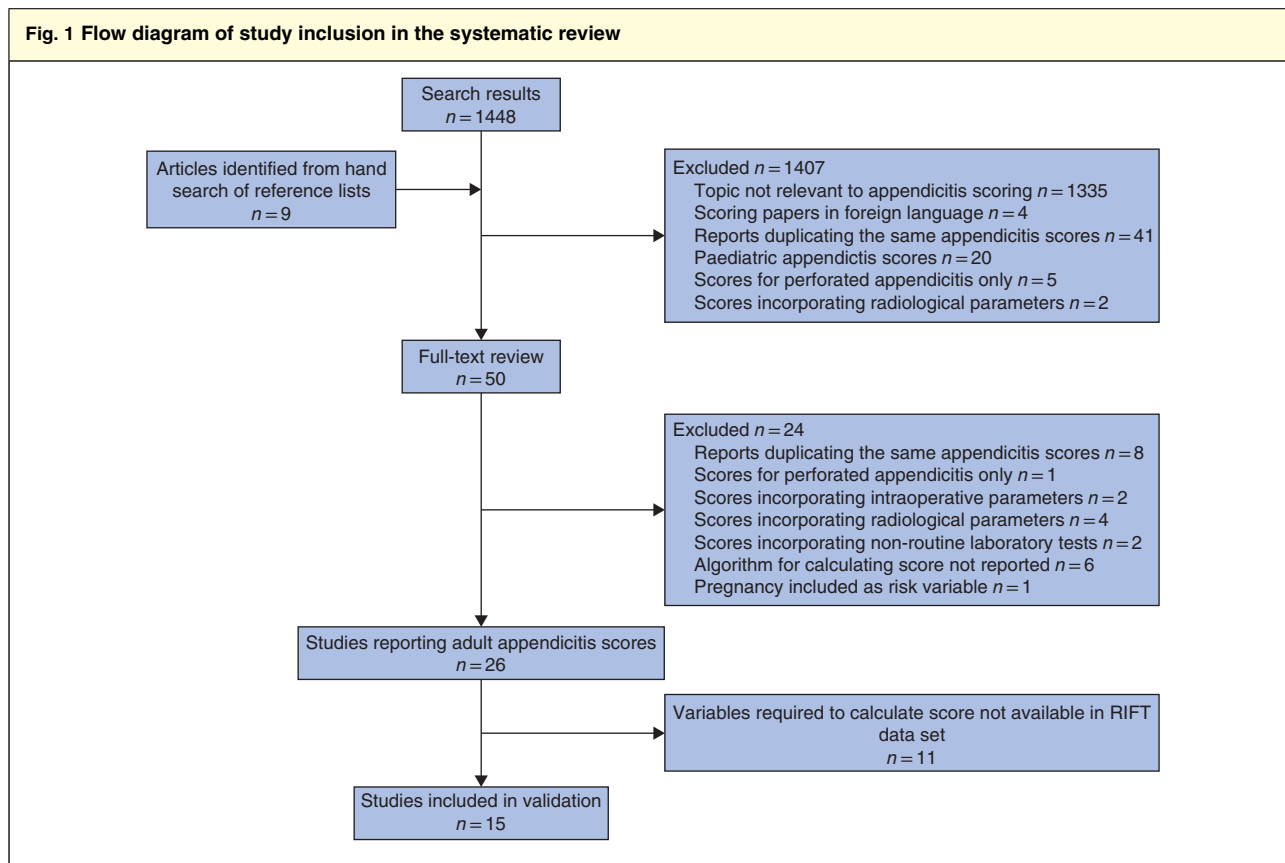 Fig. 1 Flow diagram of study inclusion in the systematic review
Search results
n = 1448
Articles identified from hand
search of reference lists
n = 9
Excluded n = 1407
Topic not relevant to appendicitis scoring n = 1335
Scoring papers in foreign language n = 4
Reports duplicating the same appendicitis scores n = 41
Paediatric appendictis scores n = 20
Scores for perforated appendicitis only n = 5
Scores incorporating radiological parameters n = 2
Full-text review
n = 50
Excluded n = 24
Reports duplicating the same appendicitis scores n = 8
Scores for perforated appendicitis only n = 1
Scores incorporating intraoperative parameters n = 2
Scores incorporating radiological parameters n = 4
Scores incorporating non-routine laboratory tests n = 2
Algorithm for calculating score not reported n = 6
Pregnancy included as risk variable n = 1
Studies reporting adult appendicitis scores
n = 26
Variables required to calculate score not available in RIFT
data set
n = 11
Studies included in validation
n = 15